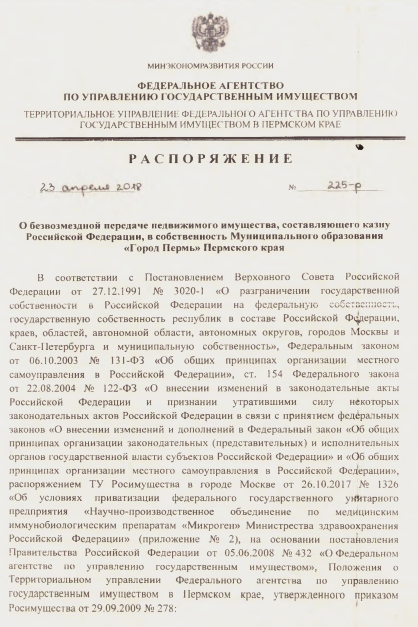 МИНЭКОНОМРАЗВИТИЯ РОССИИ
ФЕДЕРАЛЬНОЕ АГЕНТСТВО
ПО УПРАВЛЕНИЮ ГОСУДАРСТВЕННЫМ ИМУЩЕСТВОМ
ТЕРРИТОРИАЛЬНОЕ УПРАВЛЕНИЕ ФЕДЕРАЛЬНОГО АГЕНТСТВА ПО УПРАВЛЕНИЮ
ГОСУДАРСТВЕННЫМ ИМУЩЕСТВОМ В ПЕРМСКОМ КРАЕ
РАСПОРЯЖЕНИЕ
23 апреля 2018 № 225-р
О безвозмездной передаче недвижимого имущества, составляющего казну
Российской Федерации, в собственность Муниципального образования
«Город Пермь» Пермского края
В соответствии с Постановлением Верховного Совета Российской
Федерации от 27.12.1991 № 3020-1 «О разграничении государственной
собственности в Российской Федерации на федеральную собственность,
государственную собственность республик в составе Российской Федерации,
краев, областей, автономной области, автономных округов, городов Москвы и
Санкт-Петербурга и муниципальную собственность», Федеральным законом
от 06.10.2003 № 131-ФЗ «Об общих принципах организации местного
самоуправления в Российской Федерации», ст. 154 Федерального закона
от 22.08.2004 № 122-ФЗ «О внесении изменений в законодательные акты
Российской Федерации и признании утратившими силу некоторых
законодательных актов Российской Федерации в связи с принятием федеральных
законов «О внесении изменений и дополнений в Федеральный закон «Об общих
принципах организации законодательных (представительных) и исполнительных
органов государственной власти субъектов Российской Федерации» и «Об общих
принципах организации местного самоуправления в Российской Федерации»,
распоряжением ТУ Росимущества в городе Москве от 26.10.2017 № 1326
«Об условиях приватизации федерального государственного унитарного
предприятия «Научно-производственное объединение по медицинским
иммунобиологическим препаратам «Микроген» Министрества здравоохранения
Российской Федерации» (приложение № 2), на основании постановления
Правительства Российской Федерации от 05.06.2008 № 432 «О Федеральном
агентстве по управлению государственным имуществом», Положения о
Территориальном управлении Федерального агентства по управлению
государственным имуществом в Пермском крае, утвержденного приказом
Росимущества от 29.09.2009 № 278: